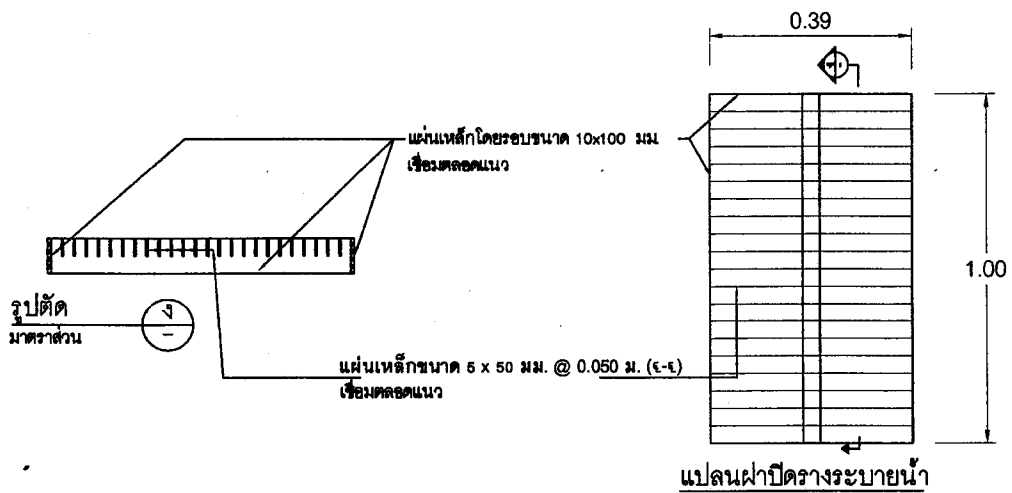 0.39
แผ่นเหล็กโดยรอบขนาด 10x100 มม.
เชื่อมตลอดแนว
1.00
รูปตัด
มาตราส่วน
ง
-
แผ่นเหล็กขนาด 5 x 50 มม. @ 0.050 ม. (¢-¢)
เชื่อมตลอดแนว
แปลนฝาปิดรางระบายน้ำ